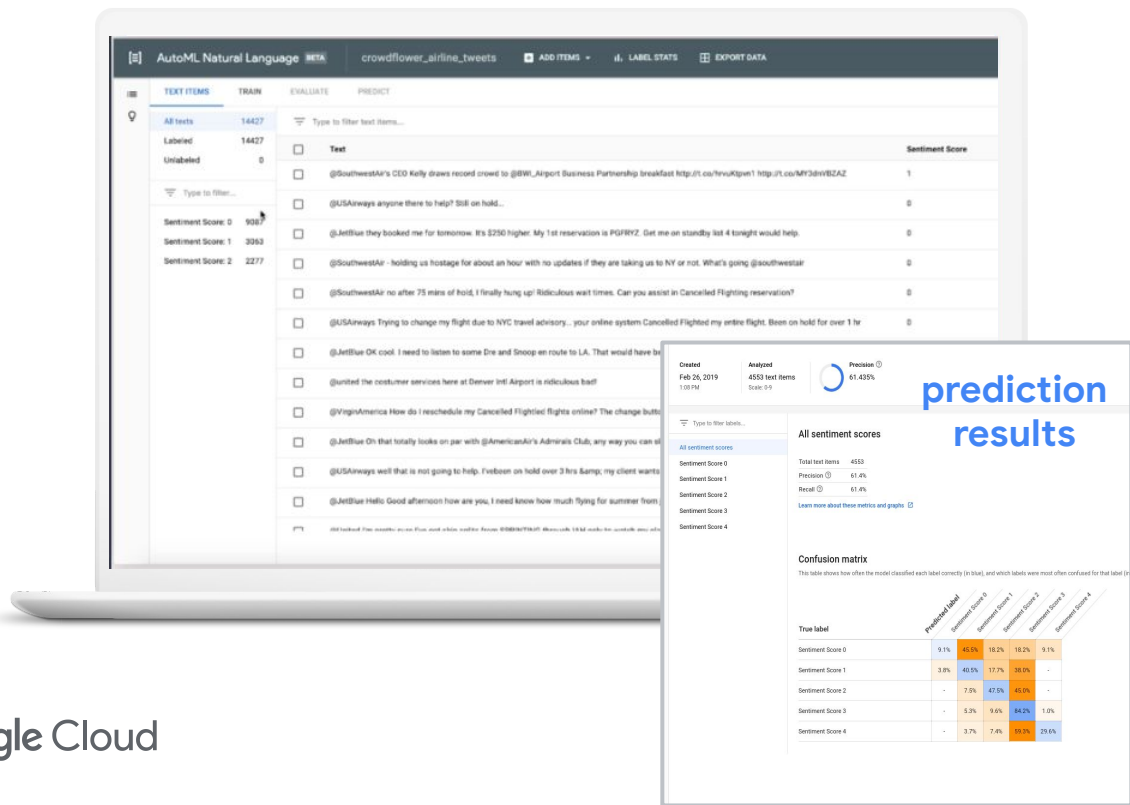 AutoML Natural Language BETA crowdflower_airline_tweets ADD ITEMS LABEL STATS EXPORT DATA
TEXT ITEMS TRAIN EVALUATE PREDICT
All texts 14427
Labeled 14427
Unlabeled 0
Type to filter...
Sentiment Score: 0 9087
Sentiment Score: 1 3063
Sentiment Score: 2 2277
Type to filter text items...
Text Sentiment Score
@SouthwestAir's CEO Kelly draws record crowd to @BWI_Airport Business Partnership breakfast http://t.co/hrvuKtpvn1 http://t.co/MY3dnVBZAZ 1
@USAirways anyone there to help? Still on hold... 0
@JetBlue they booked me for tomorrow. It's $250 higher. My 1st reservation is PGFRYZ. Get me on standby list 4 tonight would help. 0
@SouthwestAir - holding us hostage for about an hour with no updates if they are taking us to NY or not. What's going @southwestair 0
@SouthwestAir no after 75 mins of hold, I finally hung up! Ridiculous wait times. Can you assist in Cancelled Flighting reservation? 0
@USAirways Trying to change my flight due to NYC travel advisory... your online system Cancelled Flighted my entire flight. Been on hold for over 1 hr 0
@JetBlue OK cool. I need to listen to some Dre and Snoop en route to LA. That would have be
@united the costumer services here at Denver Intl Airport is ridiculous bad!!
@VirginAmerica How do I reschedule my Cancelled Flightled flights online? The change butto
@JetBlue Oh that totally looks on par with @AmericanAir's Admirals Club, any way you can sl
@USAirways well that is not going to help. I'vebeen on hold over 3 hrs &amp; my client wants
@JetBlue Hello Good afternoon how are you, I need know how much flying for summer from
Created Analyzed Precision
Feb 26, 2019 4553 text items 61.435%
1:08 PM Scale: 0-9
prediction
results
Type to filter labels...
All sentiment scores
Sentiment Score 0
Sentiment Score 1
Sentiment Score 2
Sentiment Score 3
Sentiment Score 4
All sentiment scores
Total text items 4553
Precision 61.4%
Recall 61.4%
Learn more about these metrics and graphs
Confusion matrix
This table shows how often the model classified each label correctly (in blue), and which labels were most often confused for that label (in
True label Predicted label Sentiment Score 0 Sentiment Score 1 Sentiment Score 2 Sentiment Score 3 Sentiment Score 4
Sentiment Score 0 9.1% 45.5% 18.2% 18.2% 9.1%
Sentiment Score 1 3.8% 40.5% 17.7% 38.0% -
Sentiment Score 2 - 7.5% 47.5% 45.0% -
Sentiment Score 3 - 5.3% 9.6% 84.2% 1.0%
Sentiment Score 4 - 3.7% 7.4% 59.3% 29.6%
gle Cloud